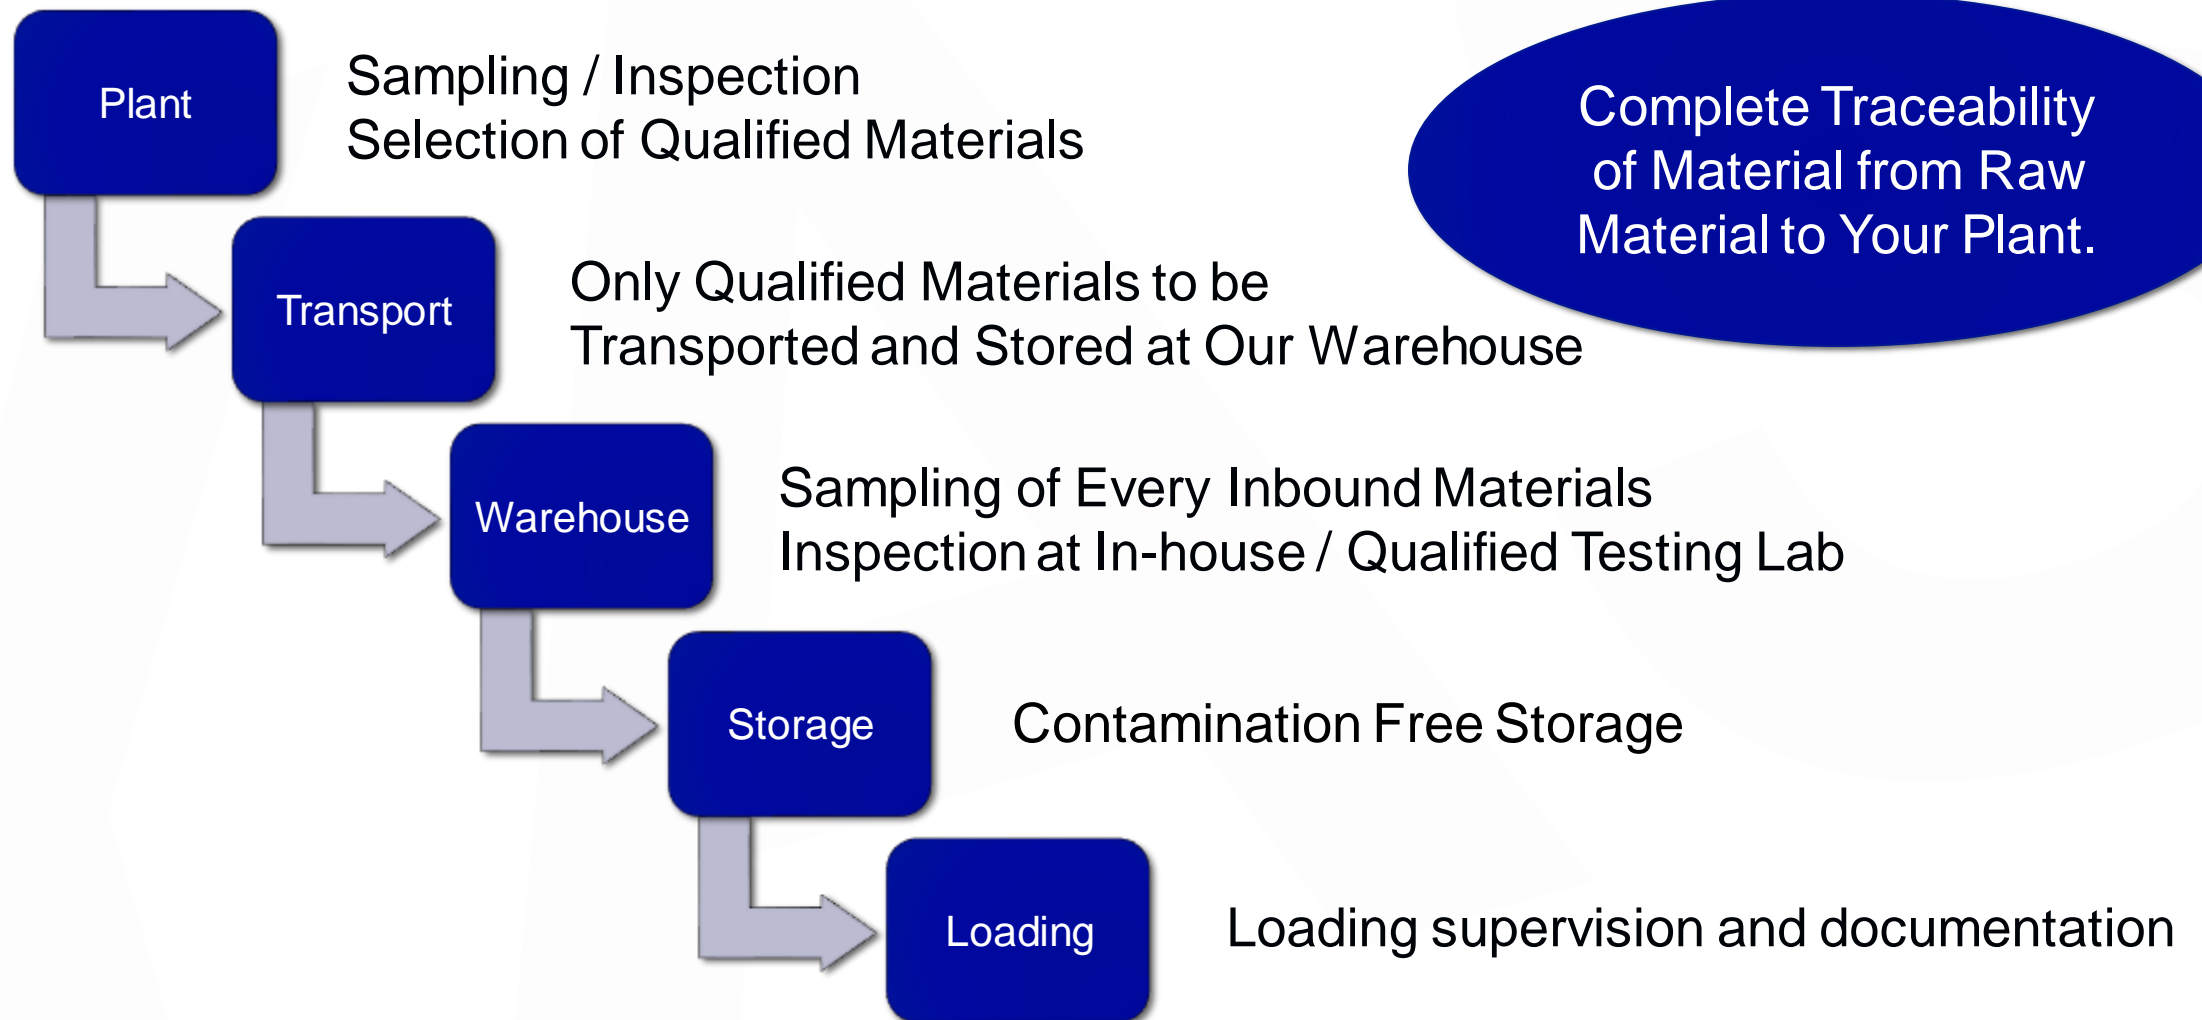 Plant
Sampling / Inspection
Selection of Qualified Materials
Complete Traceability
of Material from Raw
Material to Your Plant.
Transport
Only Qualified Materials to be
Transported and Stored at Our Warehouse
Warehouse
Sampling of Every Inbound Materials
Inspection at In-house / Qualified Testing Lab
Storage
Contamination Free Storage
Loading
Loading supervision and documentation